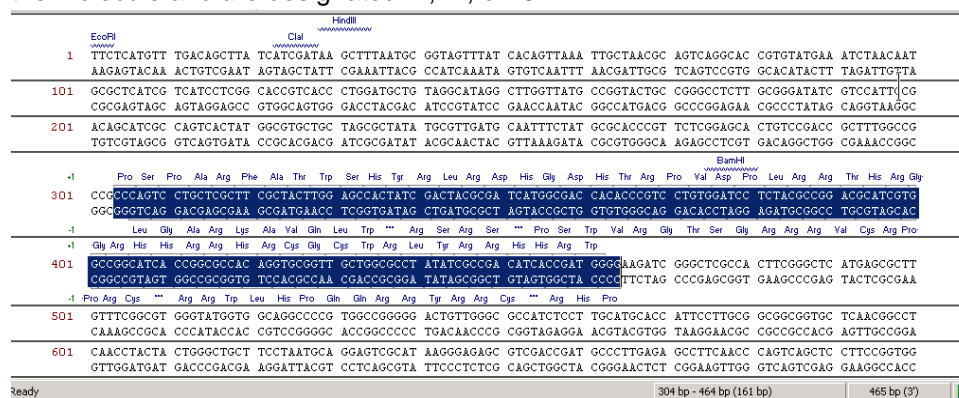 the molecule and are designated
HindIII
EcoRI ClaI
1 TTCTCATGTT TGACAGCTTA TCATCGATAA GCTTTAATGC GGTAGTTTAT CACAGTTAAA TTGCTAACGC AGTCAGGCAC CGTGTATGAA ATCTAACAAT
AAGAGTACAA ACTGTCGAAT AGTAGCTATT CGAAATTACG CCATCAAATA GTGTCAATTT AACGATTGCG TCAGTCCGTG GCACATACTT TAGATTGTTA
101 GCGCTCATCG TCATCCTCGG CACCGTCACC CTGGATGCTG TAGGCATAGG CTTGGTTATG CCGGTACTGC CGGGCCTCTT GCGGGATATC GTCCATTCCG
CGCGAGTAGC AGTAGGAGCC GTGGCAGTGG GACCTACGAC ATCCGTATCC GAACCAATAC GGCCATGACG GCCCGGAGAA CGCCCTATAG CAGGTAAGGC
201 ACAGCATCGC CAGTCACTAT GGCGTGCTGC TAGCGCTATA TGCGTTGATG CAATTTCTAT GCGCACCCGT TCTCGGAGCA CTGTCCGACC GCTTTGGCCG
TGTCGTAGCG GTCAGTGATA CCGCACGACG ATCGCGATAT ACGCAACTAC GTTAAAGATA CGCGTGGGCA AGAGCCTCGT GACAGGCTGG CGAAACCGGC
BamHI
+1 Pro Ser Pro Ala Arg Phe Ala Thr Trp Ser His Tyr Arg Leu Arg Asp His Gly Asp His Thr Arg Pro Val Asp Pro Leu Arg Arg Thr His Arg Gly·
301 CCGCCCAGTC CTGCTCGCTT CGCTACTTGG AGCCACTATC GACTACGCGA TCATGGCGAC CACACCCGTC CTGTGGATCC TCTACGCCGG ACGCATCGTG
GGCGGGTCAG GACGAGCGAA GCGATGAACC TCGGTGATAG CTGATGCGCT AGTACCGCTG GTGTGGGCAG GACACCTAGG AGATGCGGCC TGCGTAGCAC
-1 Leu Gly Ala Arg Lys Ala Val Gln Leu Trp *** Arg Ser Arg Ser *** Pro Ser Trp Val Arg Gly Thr Ser Gly Arg Arg Arg Val Cys Arg Pro·
+1 ·Gly Arg His His Arg Arg His Arg Cys Gly Cys Trp Arg Leu Tyr Arg Arg His His Arg Trp
401 GCCGGCATCA CCGGCGCCAC AGGTGCGGTT GCTGGCGCCT ATATCGCCGA CATCACCGAT GGGGAAGATC GGGCTCGCCA CTTCGGGCTC ATGAGCGCTT
CGGCCGTAGT GGCCGCGGTG TCCACGCCAA CGACCGCGGA TATAGCGGCT GTAGTGGCTA CCCCTTCTAG CCCGAGCGGT GAAGCCCGAG TACTCGCGAA
-1 ·Pro Arg Cys *** Arg Arg Trp Leu His Pro Gln Gln Arg Arg Tyr Arg Arg Cys *** Arg His Pro
501 GTTTCGGCGT GGGTATGGTG GCAGGCCCCG TGGCCGGGGG ACTGTTGGGC GCCATCTCCT TGCATGCACC ATTCCTTGCG GCGGCGGTGC TCAACGGCCT
CAAAGCCGCA CCCATACCAC CGTCCGGGGC ACCGGCCCCC TGACAACCCG CGGTAGAGGA ACGTACGTGG TAAGGAACGC CGCCGCCACG AGTTGCCGGA
601 CAACCTACTA CTGGGCTGCT TCCTAATGCA GGAGTCGCAT AAGGGAGAGC GTCGACCGAT GCCCTTGAGA GCCTTCAACC CAGTCAGCTC CTTCCGGTGG
GTTGGATGAT GACCCGACGA AGGATTACGT CCTCAGCGTA TTCCCTCTCG CAGCTGGCTA CGGGAACTCT CGGAAGTTGG GTCAGTCGAG GAAGGCCACC
Ready 304 bp - 464 bp (161 bp) 465 bp (3')